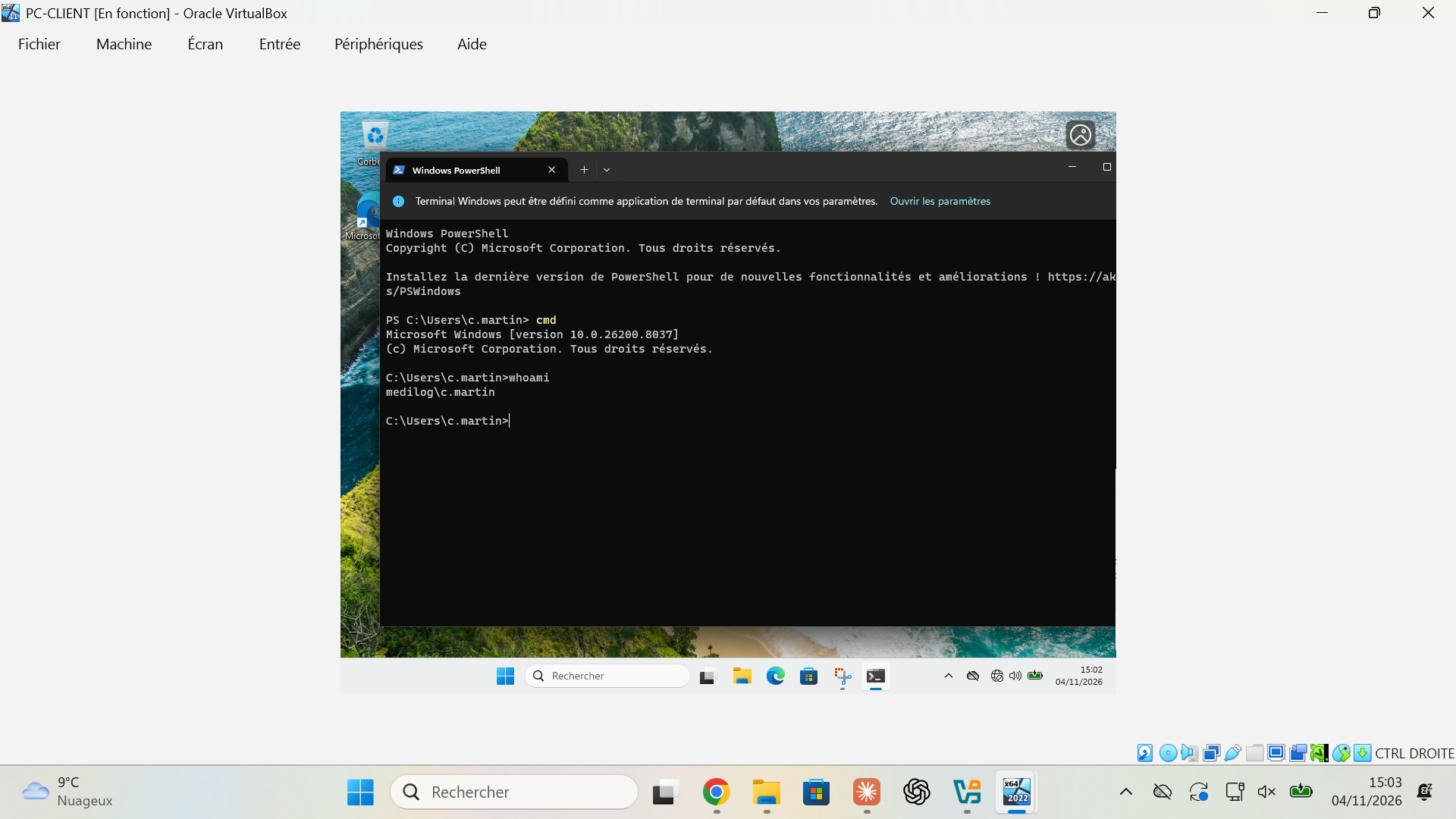 PC-CLIENT [En fonction] - Oracle VirtualBox
Fichier Machine Écran Entrée Périphériques Aide
Windows PowerShell
Terminal Windows peut être défini comme application de terminal par défaut dans vos paramètres. Ouvrir les paramètres
Windows PowerShell
Copyright (C) Microsoft Corporation. Tous droits réservés.
Installez la dernière version de PowerShell pour de nouvelles fonctionnalités et améliorations ! https://ak
s/PSWindows
PS C:\Users\c.martin> cmd
Microsoft Windows [version 10.0.26200.8037]
(c) Microsoft Corporation. Tous droits réservés.
C:\Users\c.martin>whoami
medilog\c.martin
C:\Users\c.martin>
Rechercher
15:02
04/11/2026
CTRL DROITE
9°C
Nuageux
Rechercher
x64
2022
15:03
04/11/2026